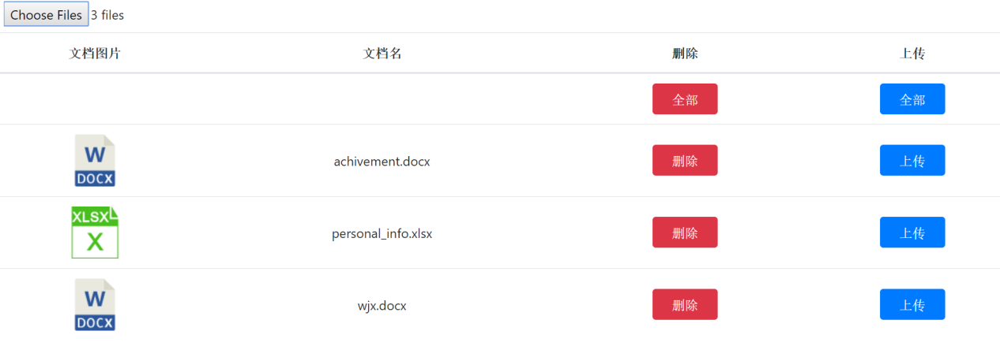 Choose Files 3 files
文档图片 文档名 删除 上传
全部 全部
W
DOCX
achivement.docx 删除 上传
XLSX
X
personal_info.xlsx 删除 上传
W
DOCX
wjx.docx 删除 上传